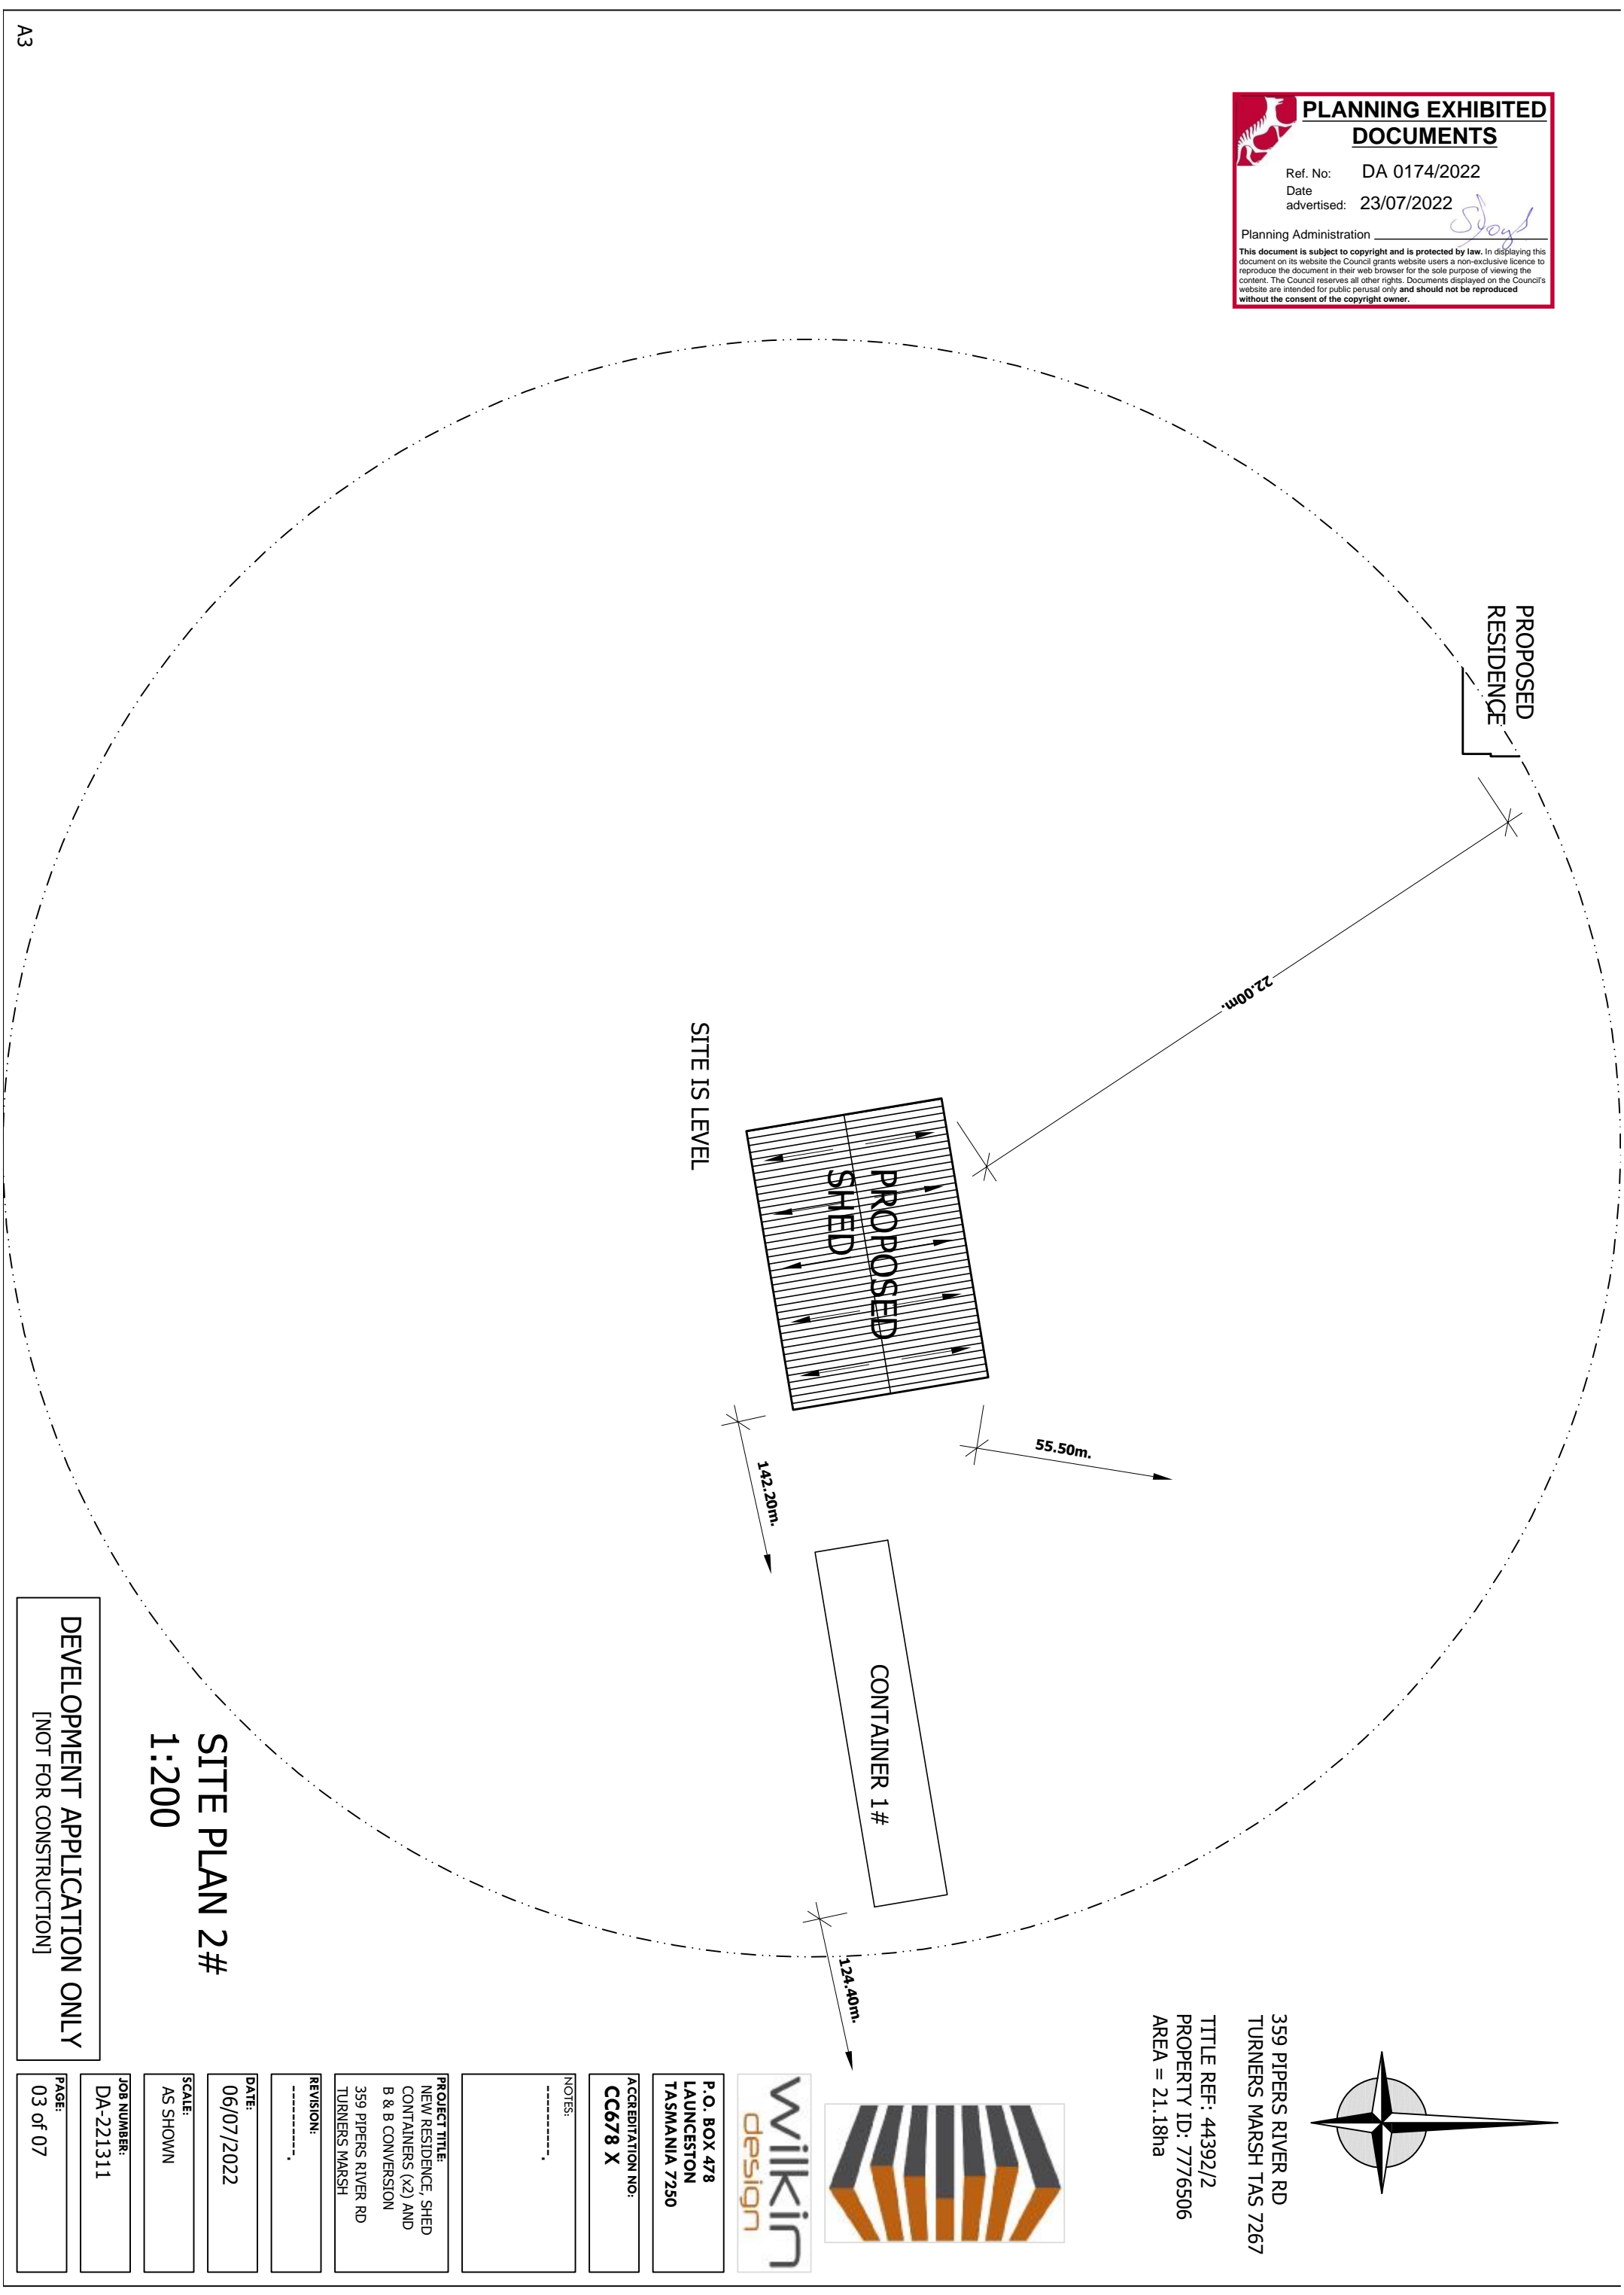 PLANNING EXHIBITED
DOCUMENTS
Ref. No: DA 0174/2022
Date
advertised: 23/07/2022
Planning Administration
This document is subject to copyright and is protected by law. In displaying this
document on its website the Council grants website users a non-exclusive licence to
reproduce the document in their web browser for the sole purpose of viewing the
content. The Council reserves all other rights. Documents displayed on the Council's
website are intended for public perusal only and should not be reproduced
without the consent of the copyright owner.
A3
PROPOSED
RESIDENCE
22.00m.
SITE IS LEVEL
PROPOSED
SHED
55.50m.
142.20m.
CONTAINER 1#
124.40m.
359 PIPERS RIVER RD
TURNERS MARSH TAS 7267
TITLE REF: 44392/2
PROPERTY ID: 7776506
AREA = 21.18ha
wilkin
design
P.O. BOX 478
LAUNCESTON
TASMANIA 7250
ACCREDITATION NO:
CC678 X
NOTES:
----------.
PROJECT TITLE:
NEW RESIDENCE, SHED
CONTAINERS (x2) AND
B & B CONVERSION
359 PIPERS RIVER RD
TURNERS MARSH
REVISION:
----------.
DATE:
06/07/2022
SCALE:
AS SHOWN
JOB NUMBER:
DA-221311
PAGE:
03 of 07
SITE PLAN 2#
1:200
DEVELOPMENT APPLICATION ONLY
[NOT FOR CONSTRUCTION]